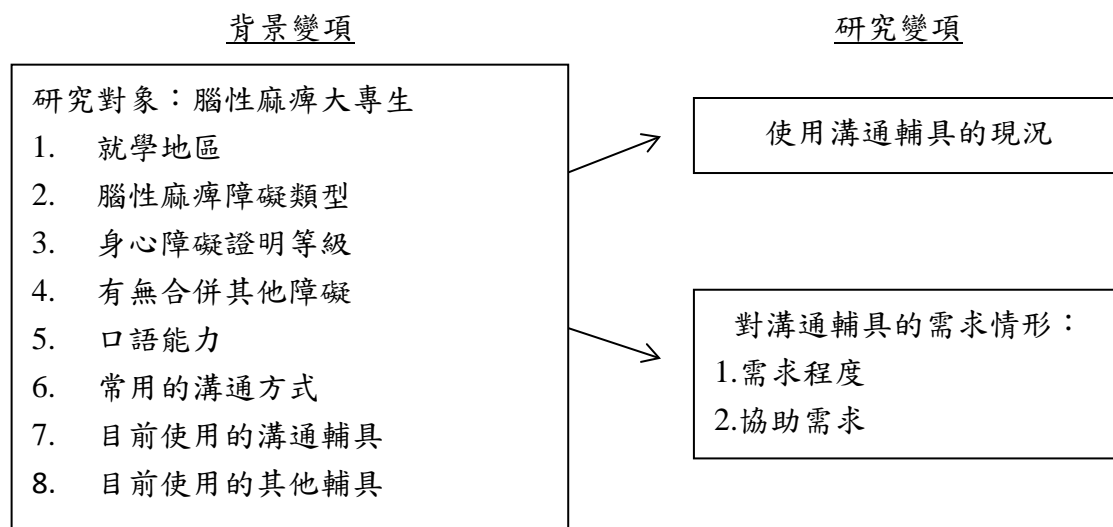 背景變項
研究對象：腦性麻痺大專生
1. 就學地區
2. 腦性麻痺障礙類型
3. 身心障礙證明等級
4. 有無合併其他障礙
5. 口語能力
6. 常用的溝通方式
7. 目前使用的溝通輔具
8. 目前使用的其他輔具
研究變項
使用溝通輔具的現況
對溝通輔具的需求情形：
1.需求程度
2.協助需求